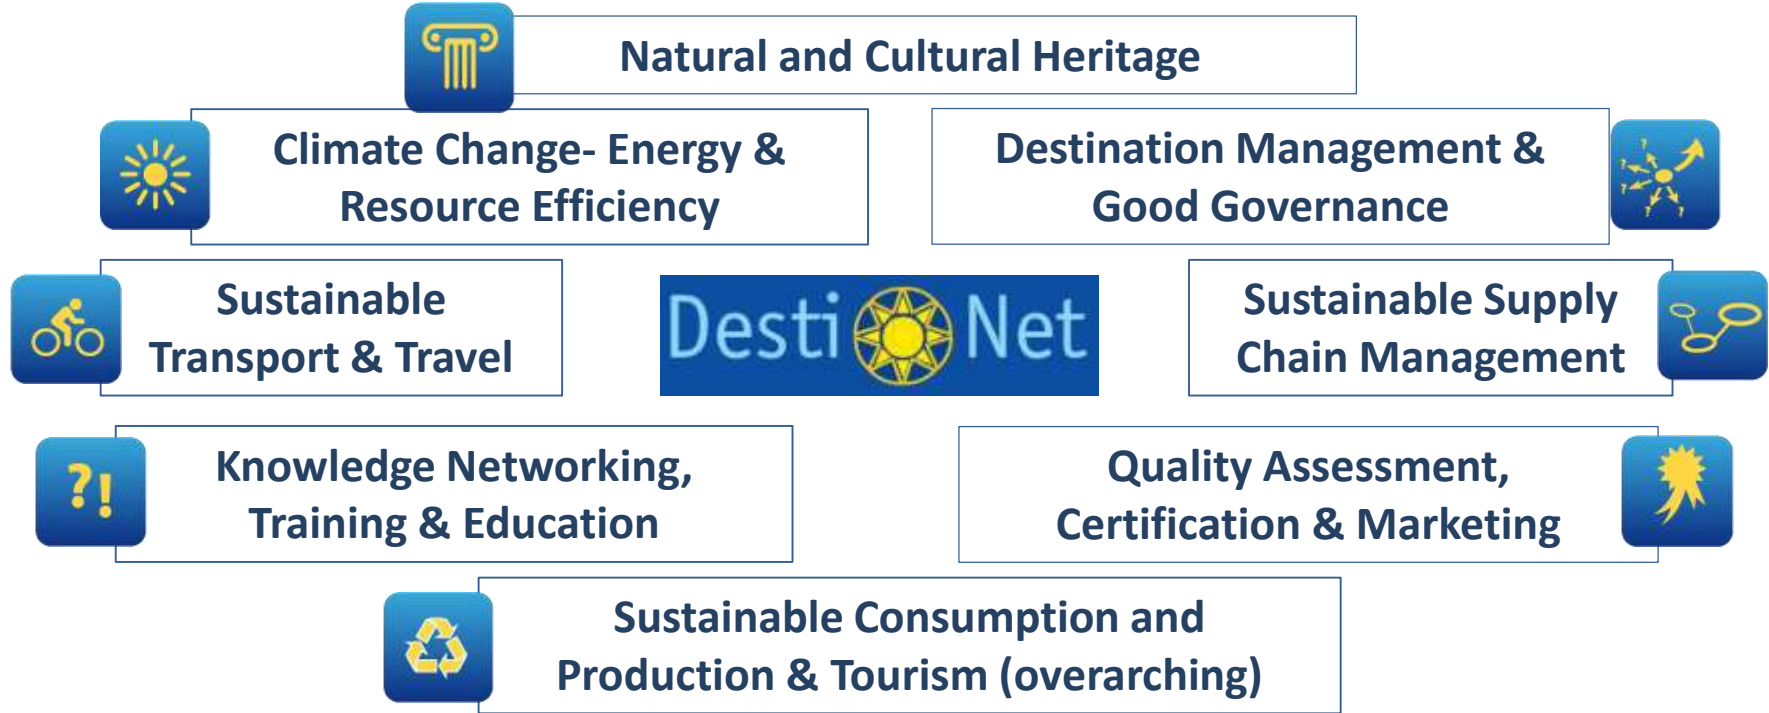 Natural and Cultural Heritage
Climate Change- Energy &
Resource Efficiency
Destination Management &
Good Governance
Sustainable
Transport & Travel
Desti Net
Sustainable Supply
Chain Management
?!
Knowledge Networking,
Training & Education
Quality Assessment,
Certification & Marketing
Sustainable Consumption and
Production & Tourism (overarching)